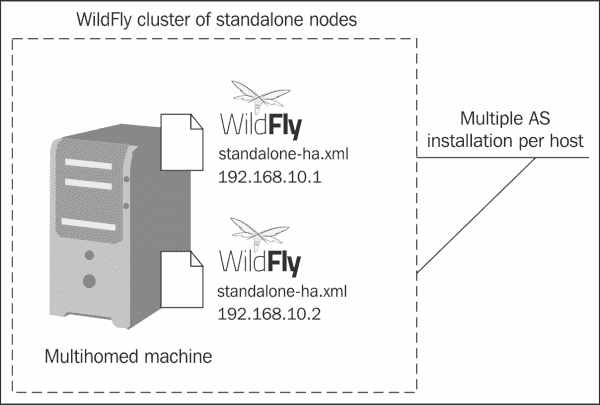 WildFly cluster of standalone nodes
WildFly
standalone-ha.xml
192.168.10.1
Multiple AS
installation per host
WildFly
standalone-ha.xml
192.168.10.2
Multihomed machine